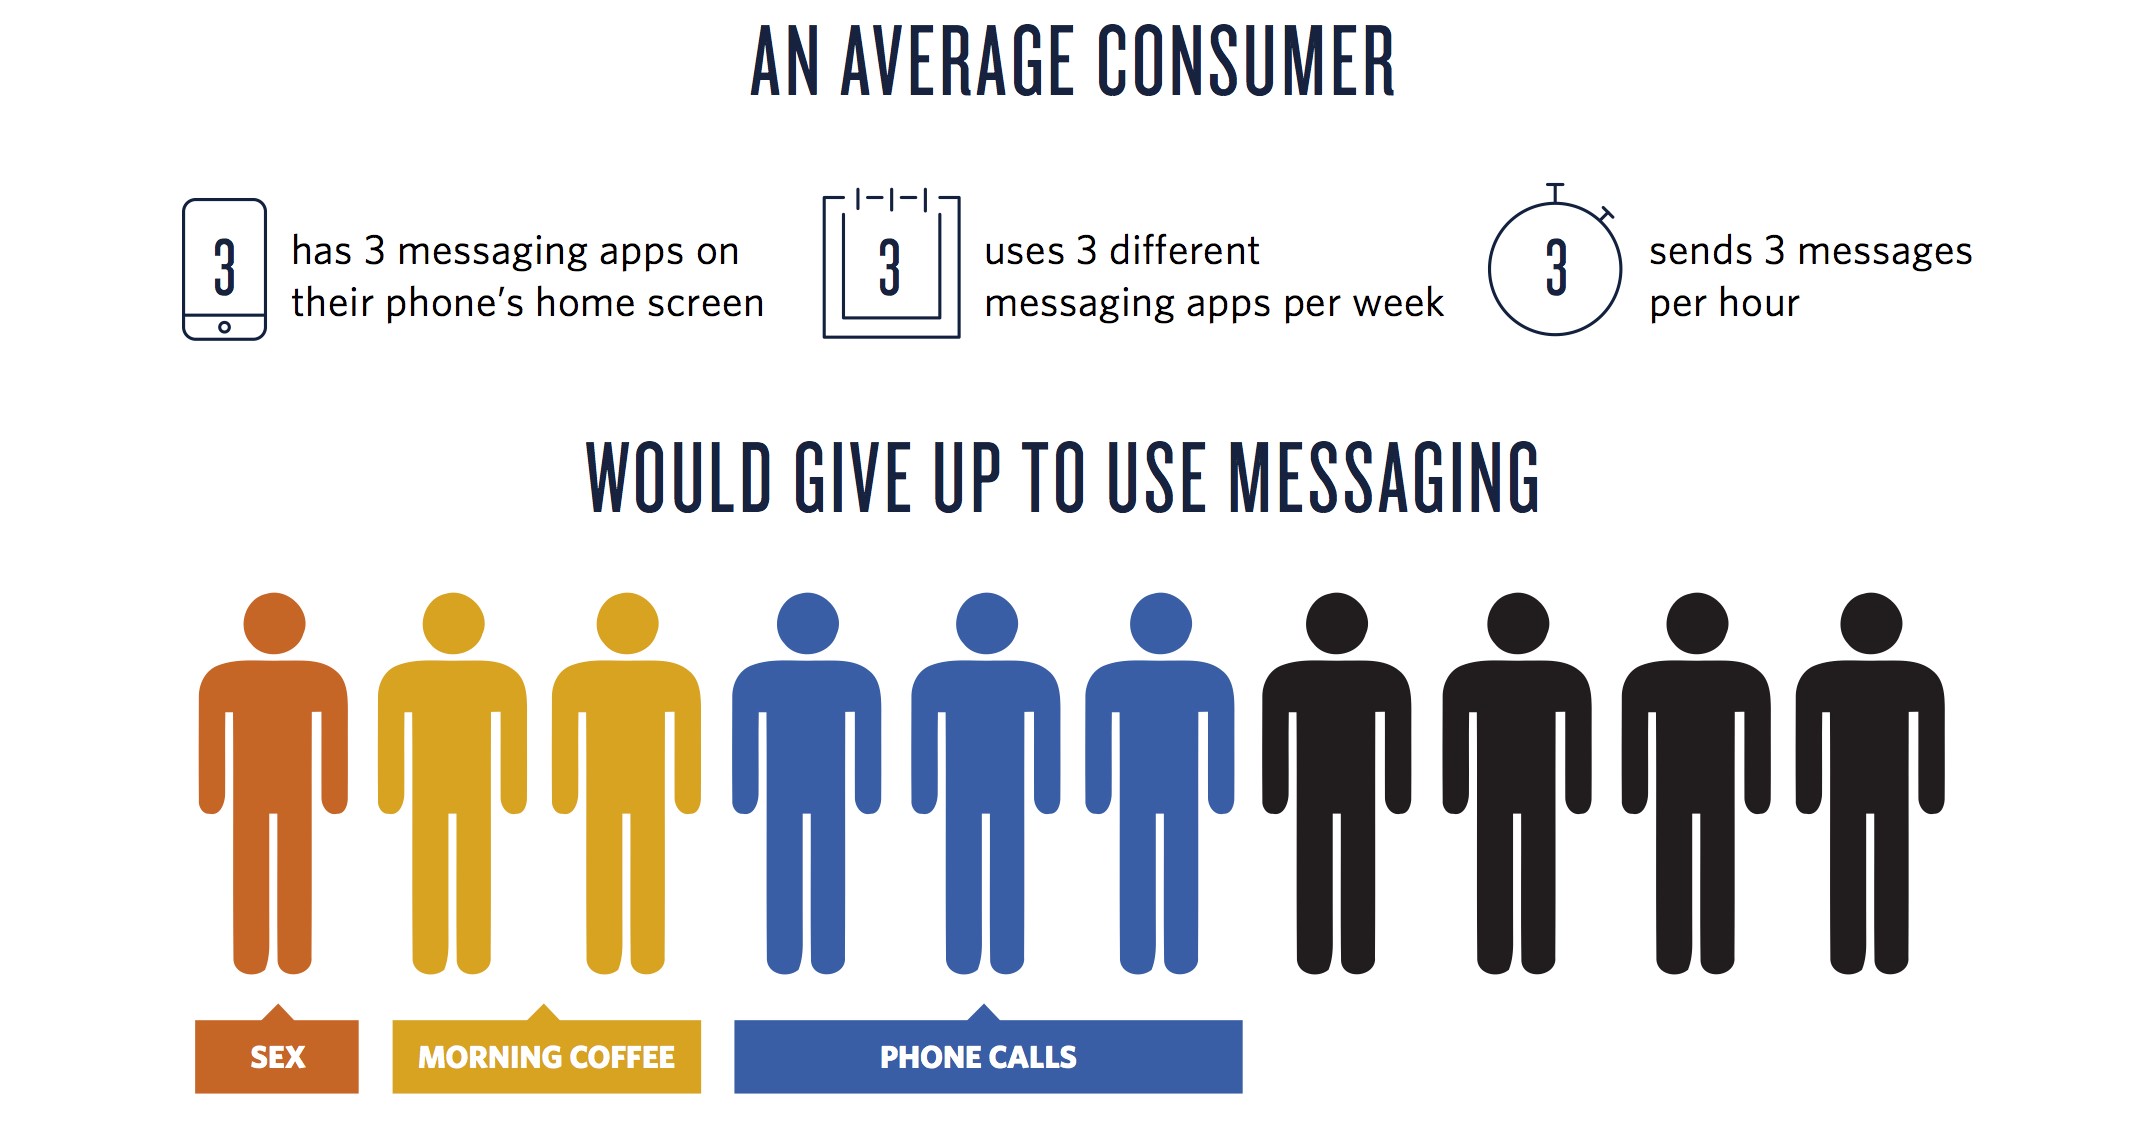 AN AVERAGE CONSUMER
3
has 3 messaging apps on
their phone’s home screen
3
uses 3 different
messaging apps per week
3
sends 3 messages
per hour
WOULD GIVE UP TO USE MESSAGING
SEX
MORNING COFFEE
PHONE CALLS